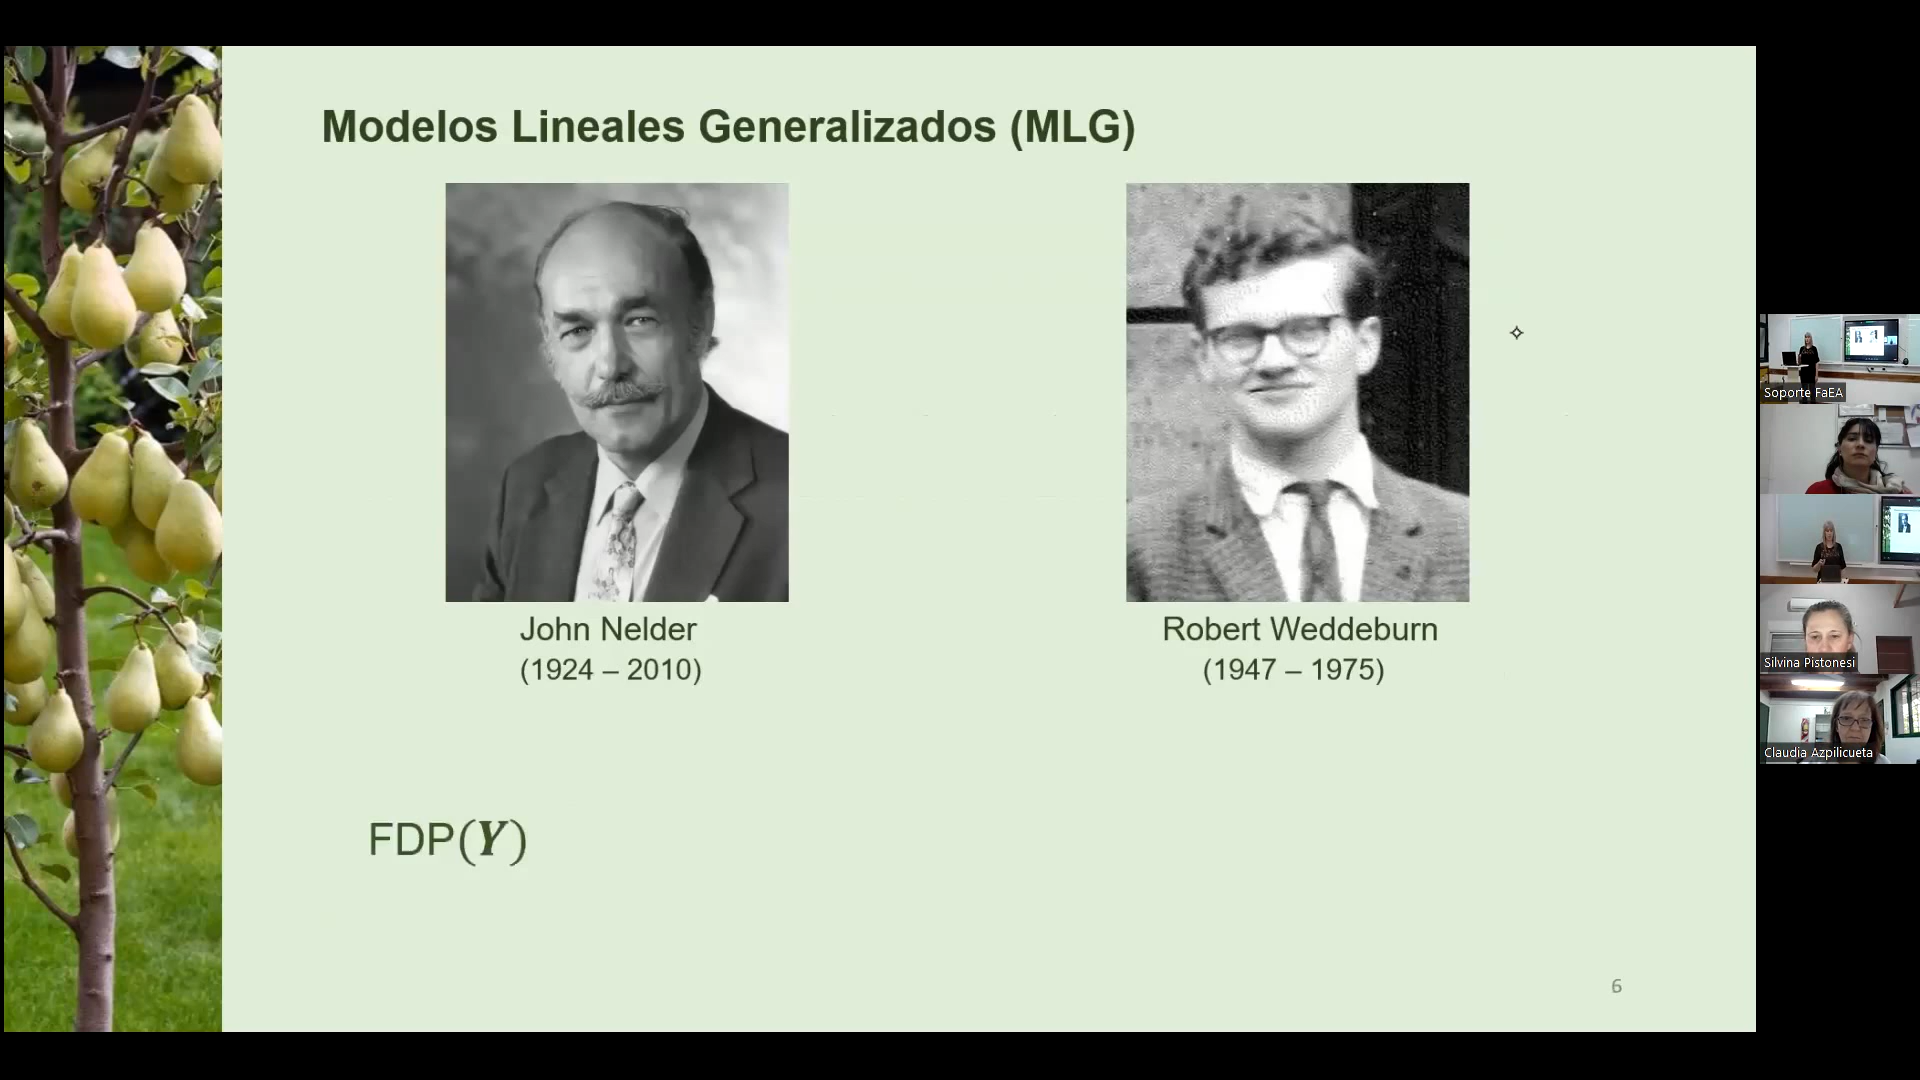 Modelos Lineales Generalizados (MLG)
John Nelder
(1924 – 2010)
Robert Weddeburn
(1947 – 1975)
FDP(Y)
6
Soporte FaEA
Silvina Pistonesi
Claudia Azpilicueta